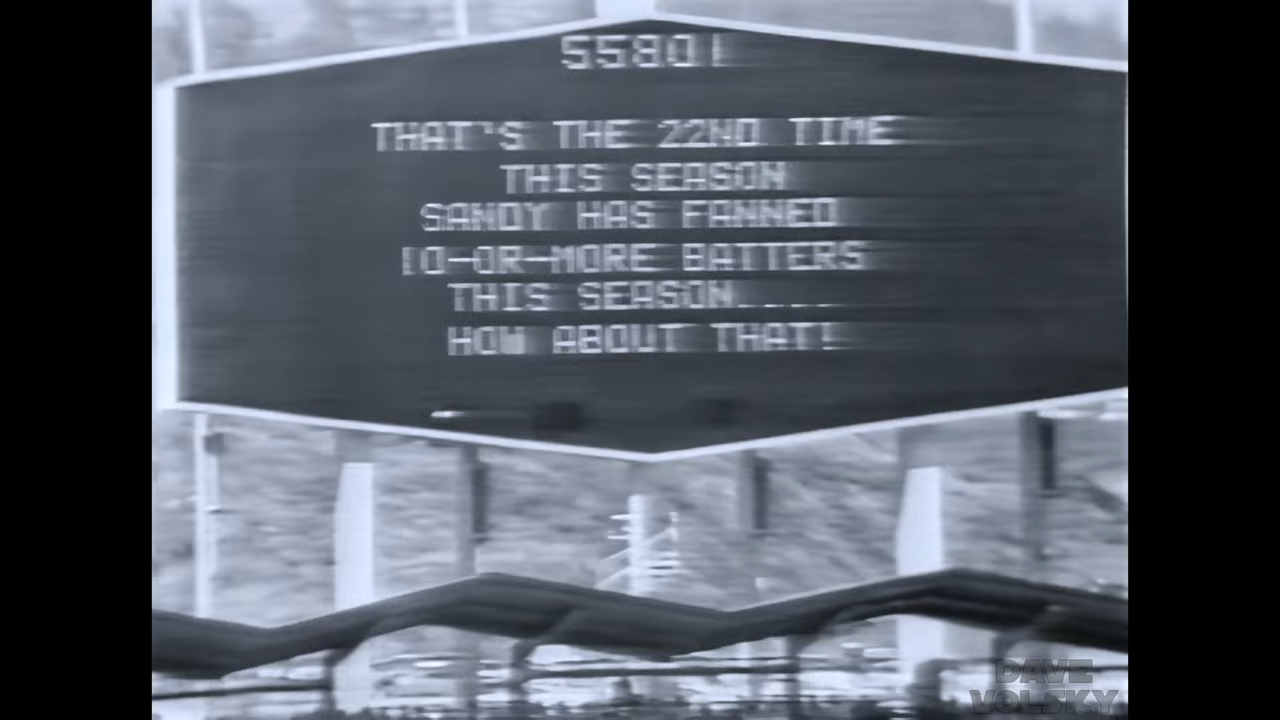 55801
THAT'S THE 22ND TIME
THIS SEASON
SANDY HAS FANNED
10-OR-MORE BATTERS
THIS SEASON.....
HOW ABOUT THAT!
DAVE
VOLSKY